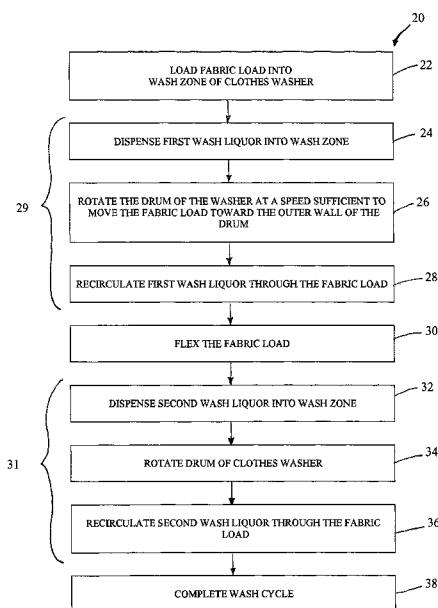 20
LOAD FABRIC LOAD INTO
WASH ZONE OF CLOTHES WASHER
22
DISPENSE FIRST WASH LIQUOR INTO WASH ZONE
24
29
ROTATE THE DRUM OF THE WASHER AT A SPEED SUFFICIENT TO
MOVE THE FABRIC LOAD TOWARD THE OUTER WALL OF THE
DRUM
26
RECIRCULATE FIRST WASH LIQUOR THROUGH THE FABRIC LOAD
28
FLEX THE FABRIC LOAD
30
DISPENSE SECOND WASH LIQUOR INTO WASH ZONE
32
31
ROTATE DRUM OF CLOTHES WASHER
34
RECIRCULATE SECOND WASH LIQUOR THROUGH THE FABRIC
LOAD
36
COMPLETE WASH CYCLE
38